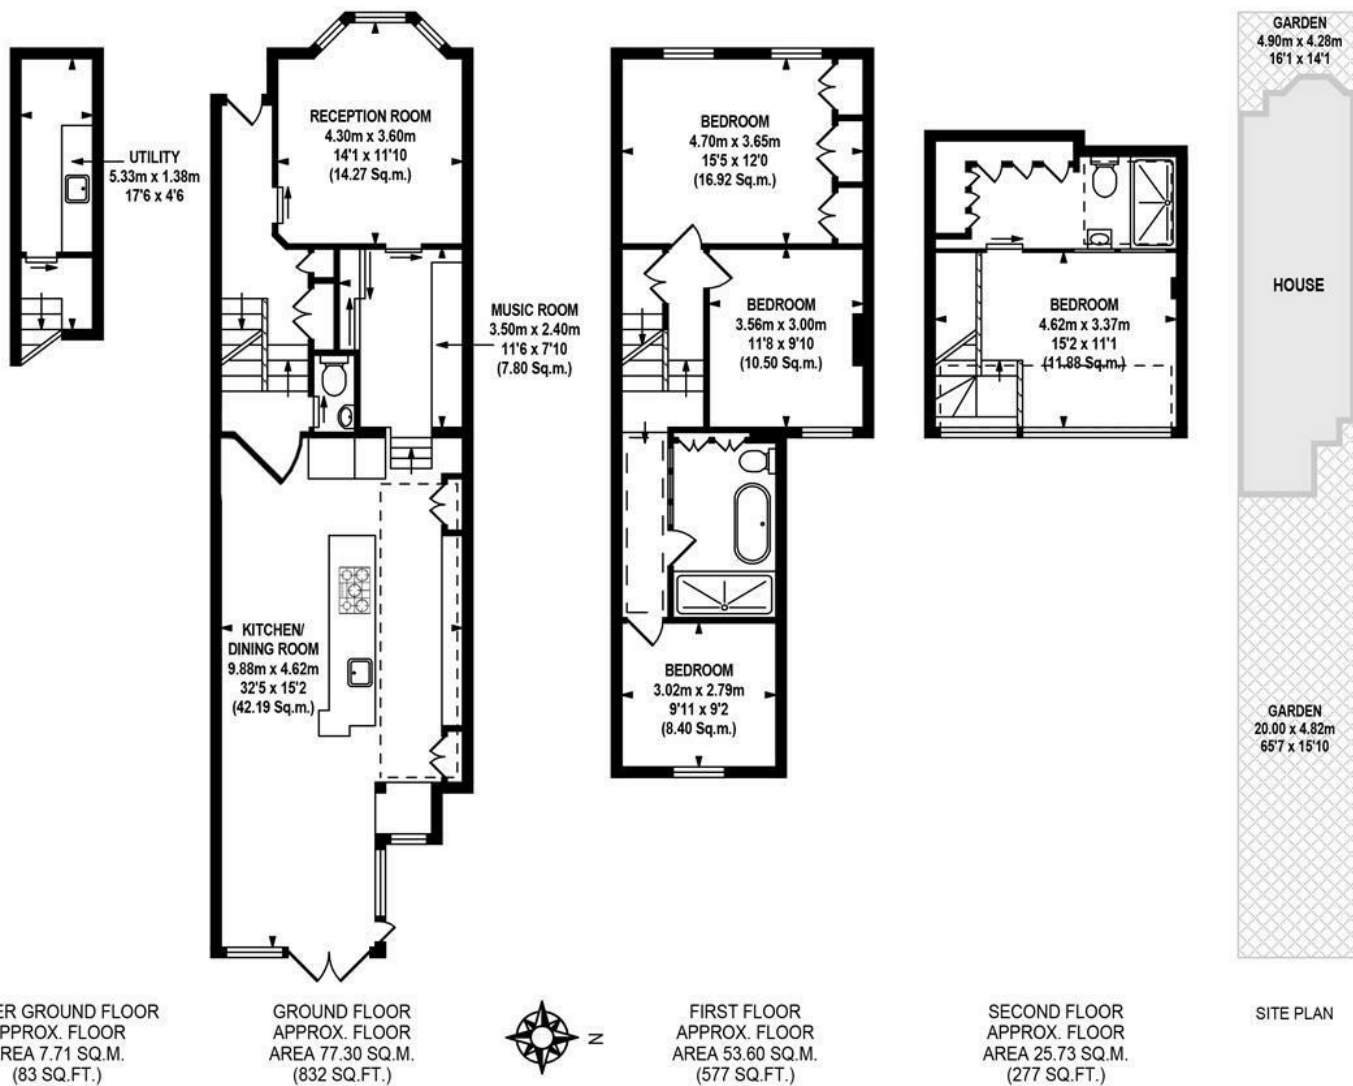 UTILITY
5.33m x 1.38m
17'6 x 4'6
RECEPTION ROOM
4.30m x 3.60m
14'1 x 11'10
(14.27 Sq.m.)
MUSIC ROOM
3.50m x 2.40m
11'6 x 7'10
(7.80 Sq.m.)
KITCHEN/
DINING ROOM
9.88m x 4.62m
32'5 x 15'2
(42.19 Sq.m.)
BEDROOM
4.70m x 3.65m
15'5 x 12'0
(16.92 Sq.m.)
BEDROOM
3.56m x 3.00m
11'8 x 9'10
(10.50 Sq.m.)
BEDROOM
3.02m x 2.79m
9'11 x 9'2
(8.40 Sq.m.)
BEDROOM
4.62m x 3.37m
15'2 x 11'1
(11.88 Sq.m.)
GARDEN
4.90m x 4.28m
16'1 x 14'1
HOUSE
GARDEN
20.00 x 4.82m
65'7 x 15'10
ER GROUND FLOOR
PPROX. FLOOR
REA 7.71 SQ.M.
(83 SQ.FT.)
GROUND FLOOR
APPROX. FLOOR
AREA 77.30 SQ.M.
(832 SQ.FT.)
N
FIRST FLOOR
APPROX. FLOOR
AREA 53.60 SQ.M.
(577 SQ.FT.)
SECOND FLOOR
APPROX. FLOOR
AREA 25.73 SQ.M.
(277 SQ.FT.)
SITE PLAN